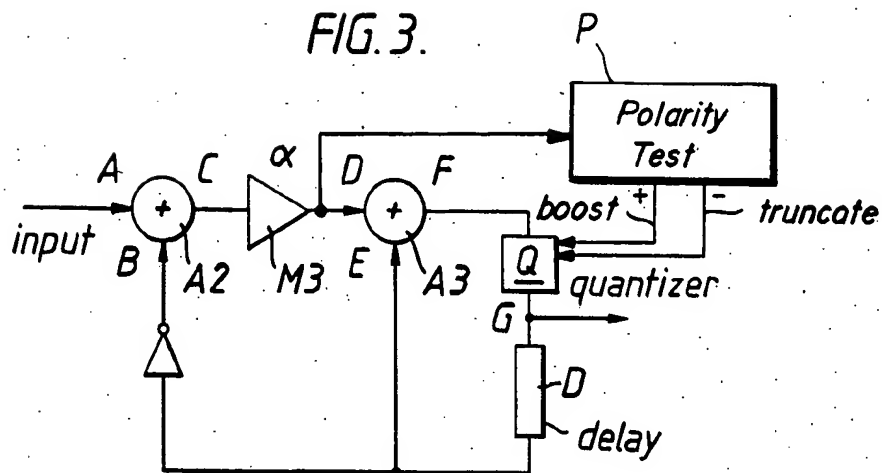 FIG. 3.
P
Polarity
Test
α
A
C
D
F
+
+
boost
+
-
truncate
input
B
A2
M3
E
A3
Q
quantizer
G
D
delay